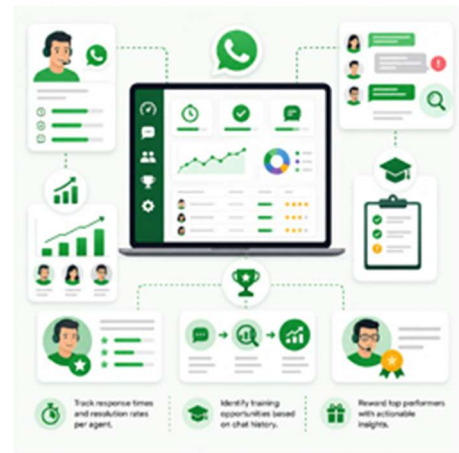 Track response times
and resolution rates
per agent.
Identify training
opportunities based
on chat history.
Reward top performers
with actionable
insights.